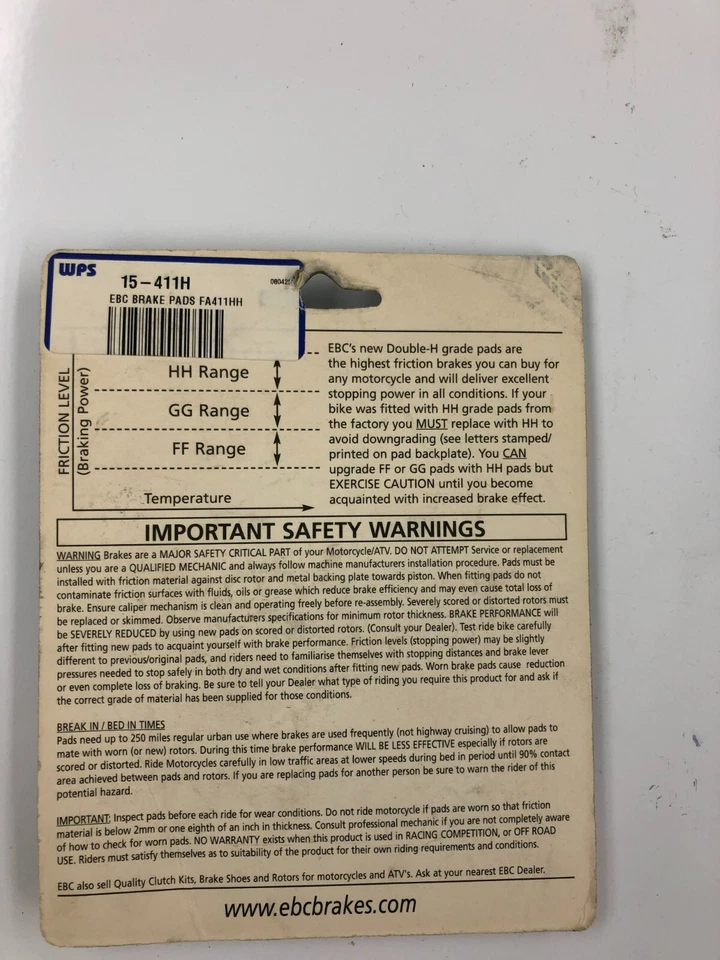 WPS
15-411H
EBC BRAKE PADS FA411HH
FRICTION LEVEL
(Braking Power)
HH Range
GG Range
FF Range
Temperature
EBC's new Double-H grade pads are
the highest friction brakes you can buy for
any motorcycle and will deliver excellent
stopping power in all conditions. If your
bike was fitted with HH grade pads from
the factory you MUST replace with HH to
avoid downgrading (see letters stamped/
printed on pad backplate). You CAN
upgrade FF or GG pads with HH pads but
EXERCISE CAUTION until you become
acquainted with increased brake effect.
IMPORTANT SAFETY WARNINGS
WARNING Brakes are a MAJOR SAFETY CRITICAL PART of your Motorcycle/ATV. DO NOT ATTEMPT Service or replacement
unless you are a QUALIFIED MECHANIC and always follow machine manufacturers installation procedure. Pads must be
installed with friction material against disc rotor and metal backing plate towards piston. When fitting pads do not
contaminate friction surfaces with fluids, oils or grease which reduce brake efficiency and may even cause total loss of
brake. Ensure caliper mechanism is clean and operating freely before re-assembly. Severely scored or distorted rotors must
be replaced or skimmed. Observe manufacturers specifications for minimum rotor thickness. BRAKE PERFORMANCE will
be SEVERELY REDUCED by using new pads on scored or distorted rotors. (Consult your Dealer). Test ride bike carefully
after fitting new pads to acquaint yourself with brake performance. Friction levels (stopping power) may be slightly
different to previous/original pads, and riders need to familiarise themselves with stopping distances and brake lever
pressures needed to stop safely in both dry and wet conditions after fitting new pads. Worn brake pads cause reduction
or even complete loss of braking. Be sure to tell your Dealer what type of riding you require this product for and ask if
the correct grade of material has been supplied for those conditions.
BREAK IN / BED IN TIMES
Pads need up to 250 miles regular urban use where brakes are used frequently (not highway cruising) to allow pads to
mate with worn (or new) rotors. During this time brake performance WILL BE LESS EFFECTIVE especially if rotors are
scored or distorted. Ride Motorcycles carefully in low traffic areas at lower speeds during bed in period until 90% contact
area achieved between pads and rotors. If you are replacing pads for another person be sure to warn the rider of this
potential hazard.
IMPORTANT: Inspect pads before each ride for wear conditions. Do not ride motorcycle if pads are worn so that friction
material is below 2mm or one eighth of an inch in thickness. Consult professional mechanic if you are not completely aware
of how to check for worn pads. NO WARRANTY exists when this product is used in RACING COMPETITION, or OFF ROAD
USE. Riders must satisfy themselves as to suitability of the product for their own riding requirements and conditions.
EBC also sell Quality Clutch Kits, Brake Shoes and Rotors for motorcycles and ATV's. Ask at your nearest EBC Dealer.
www.ebcbrakes.com